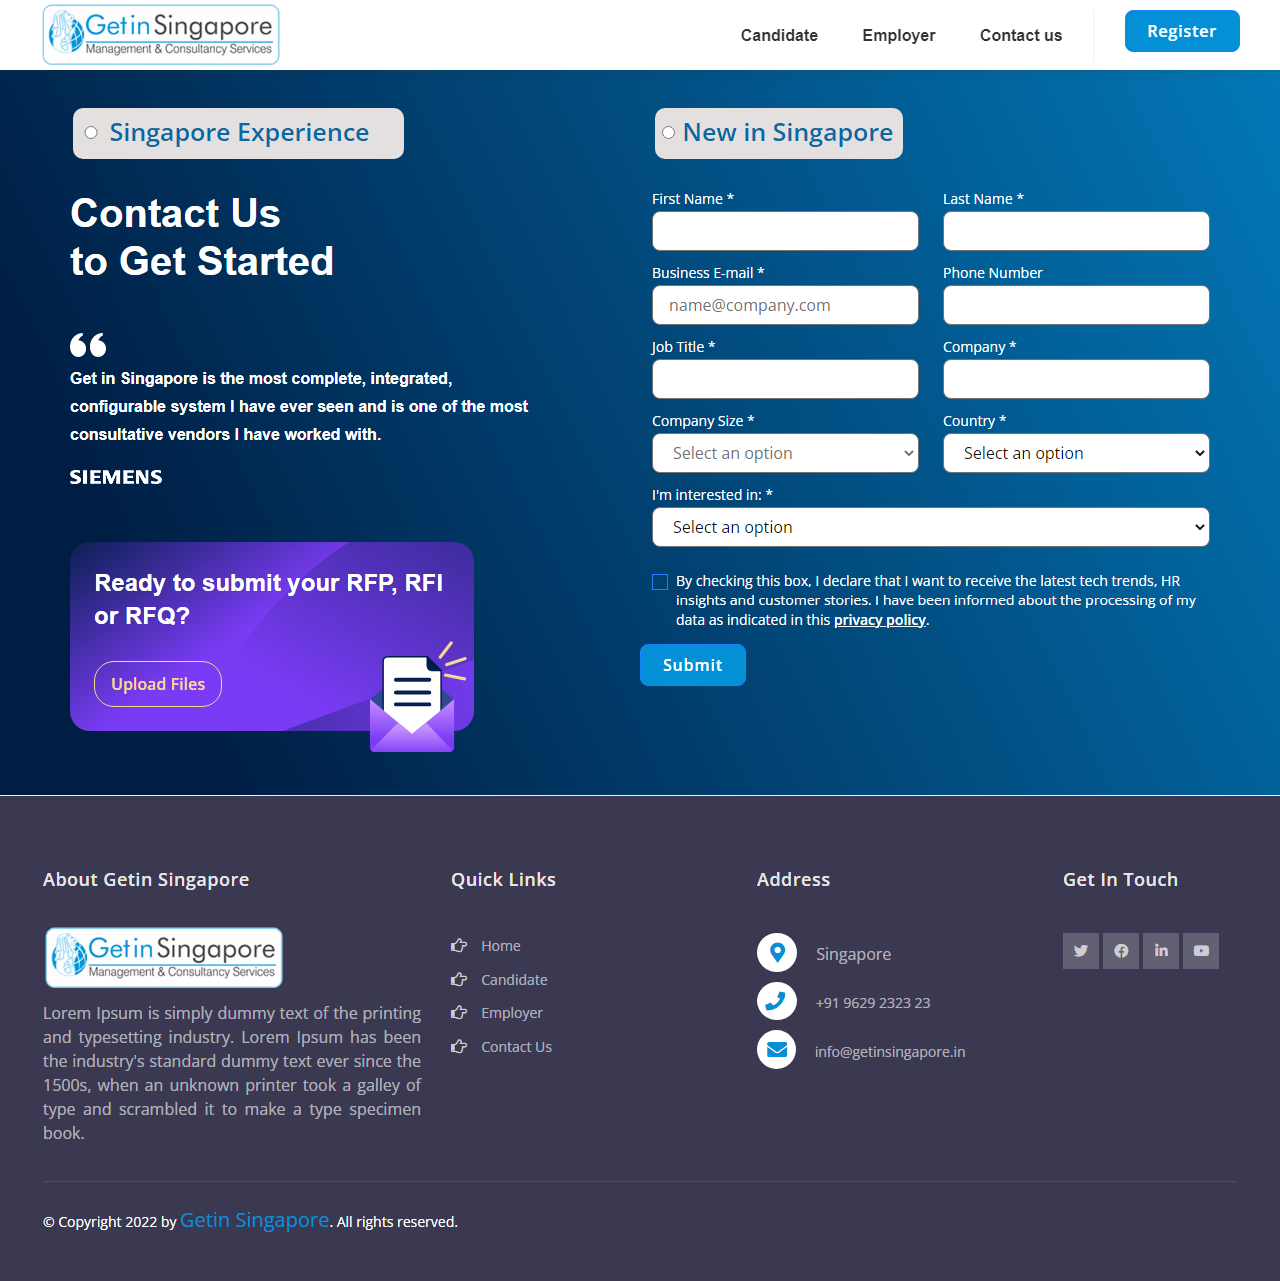 Getin Singapore
Management & Consultancy Services
Candidate
Employer
Contact us
Register
Singapore Experience
New in Singapore
Contact Us
to Get Started
Get in Singapore is the most complete, integrated,
configurable system I have ever seen and is one of the most
consultative vendors I have worked with.
SIEMENS
Ready to submit your RFP, RFI
or RFQ?
Upload Files
First Name *
Last Name *
Business E-mail *
Phone Number
name@company.com
Job Title *
Company *
Company Size *
Country *
Select an option
Select an option
I'm interested in: *
Select an option
By checking this box, I declare that I want to receive the latest tech trends, HR
insights and customer stories. I have been informed about the processing of my
data as indicated in this privacy policy.
Submit
About Getin Singapore
Getin Singapore
Management & Consultancy Services
Lorem Ipsum is simply dummy text of the printing
and typesetting industry. Lorem Ipsum has been
the industry's standard dummy text ever since the
1500s, when an unknown printer took a galley of
type and scrambled it to make a type specimen
book.
Quick Links
Home
Candidate
Employer
Contact Us
Address
Singapore
+91 9629 2323 23
info@getinsingapore.in
Get In Touch
© Copyright 2022 by Getin Singapore. All rights reserved.